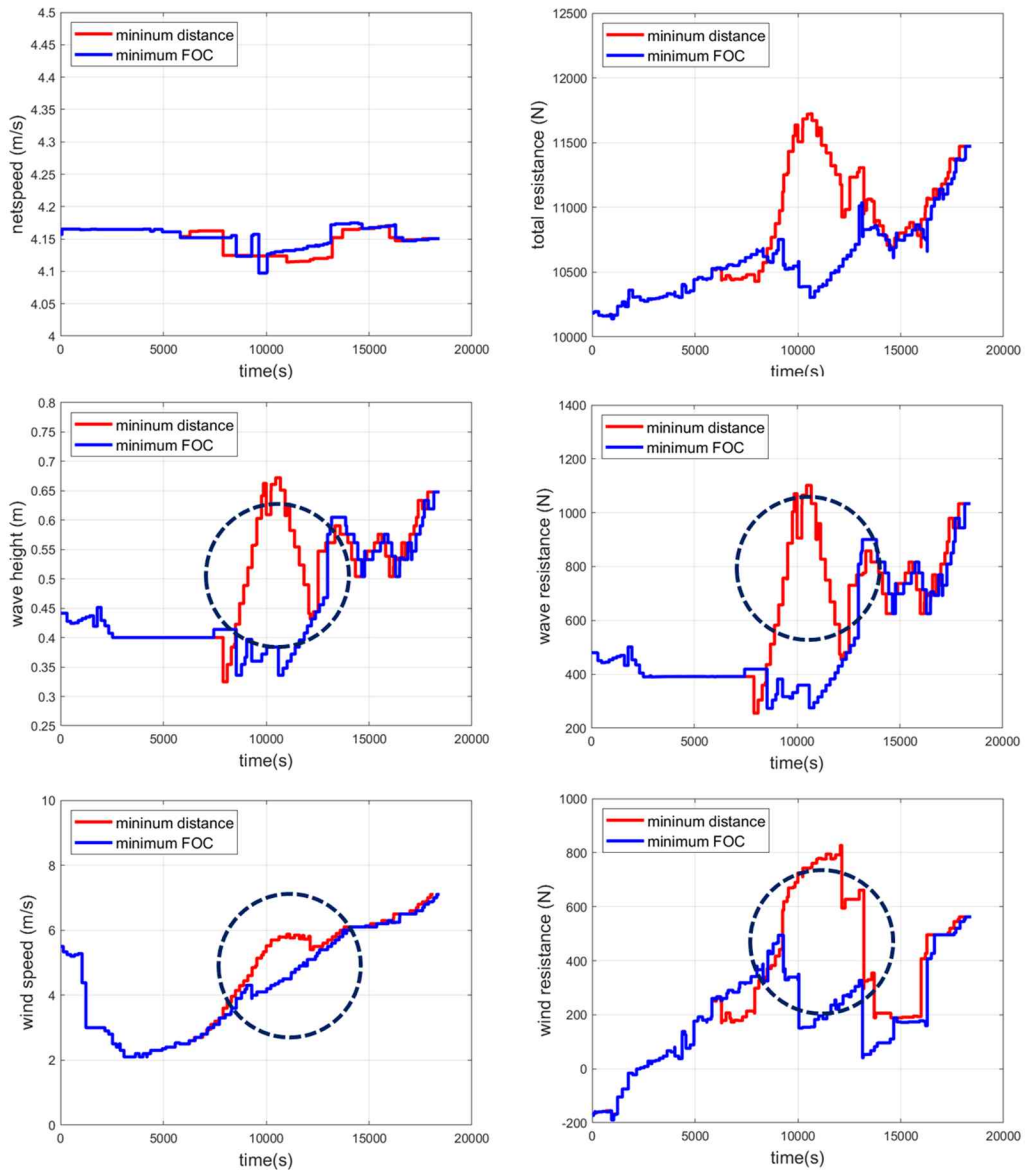 4.5
4.45
4.4
4.35
4.3
4.25
4.2
4.15
4.1
4.05
4
netspeed (m/s)
mininum distance
minimum FOC
0 5000 10000 15000 20000
time(s)
12500
12000
11500
11000
10500
10000
total resistance (N)
mininum distance
minimum FOC
0 5000 10000 15000 20000
time(s)
0.8
0.75
0.7
0.65
0.6
0.55
0.5
0.45
0.4
0.35
0.3
0.25
wave height (m)
mininum distance
minimum FOC
0 5000 10000 15000 20000
time(s)
1400
1200
1000
800
600
400
200
wave resistance (N)
mininum distance
minimum FOC
0 5000 10000 15000 20000
time(s)
10
8
6
4
2
0
wind speed (m/s)
mininum distance
minimum FOC
0 5000 10000 15000 20000
time(s)
1000
800
600
400
200
0
-200
wind resistance (N)
mininum distance
minimum FOC
0 5000 10000 15000 20000
time(s)